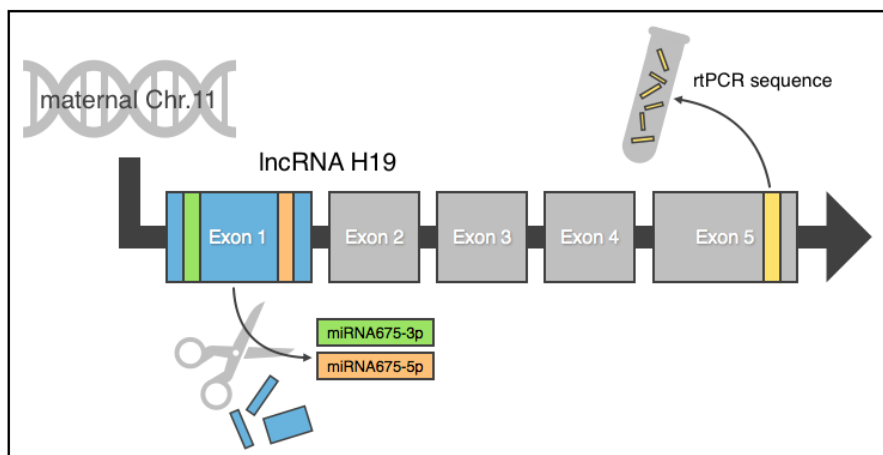 maternal Chr.11
rtPCR sequence
lncRNA H19
Exon 1
Exon 2
Exon 3
Exon 4
Exon 5
miRNA675-3p
miRNA675-5p